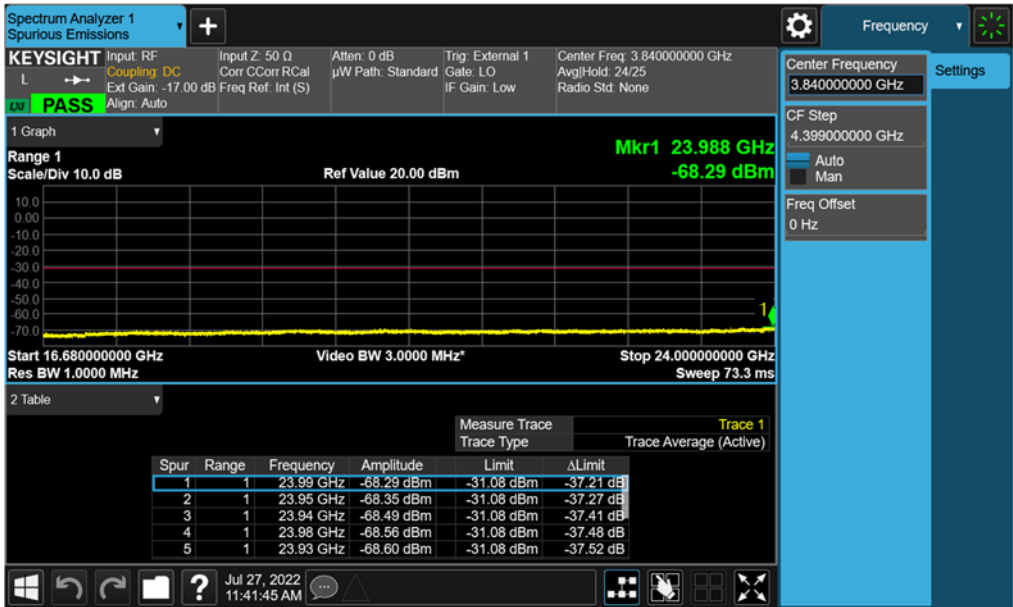 Spectrum Analyzer 1
Spurious Emissions
Frequency
KEYSIGHT
L
LXI
PASS
Input: RF
Coupling: DC
Ext Gain: -17.00 dB
Align: Auto
Input Z: 50 Ω
Corr CCorr RCal
Freq Ref: Int (S)
Atten: 0 dB
µW Path: Standard
Trig: External 1
Gate: LO
IF Gain: Low
Center Freq: 3.840000000 GHz
Avg|Hold: 24/25
Radio Std: None
Center Frequency
3.840000000 GHz
Settings
CF Step
4.399000000 GHz
Auto
Man
Freq Offset
0 Hz
1 Graph
Range 1
Scale/Div 10.0 dB
Ref Value 20.00 dBm
Mkr1 23.988 GHz
-68.29 dBm
10.0
0.00
-10.0
-20.0
-30.0
-40.0
-50.0
-60.0
-70.0
1
Start 16.680000000 GHz
Video BW 3.0000 MHz*
Stop 24.000000000 GHz
Res BW 1.0000 MHz
Sweep 73.3 ms
2 Table
Measure Trace Trace 1
Trace Type Trace Average (Active)
Spur Range Frequency Amplitude Limit ΔLimit
1 1 23.99 GHz -68.29 dBm -31.08 dBm -37.21 dB
2 1 23.95 GHz -68.35 dBm -31.08 dBm -37.27 dB
3 1 23.94 GHz -68.49 dBm -31.08 dBm -37.41 dB
4 1 23.98 GHz -68.56 dBm -31.08 dBm -37.48 dB
5 1 23.93 GHz -68.60 dBm -31.08 dBm -37.52 dB
?
Jul 27, 2022
11:41:45 AM